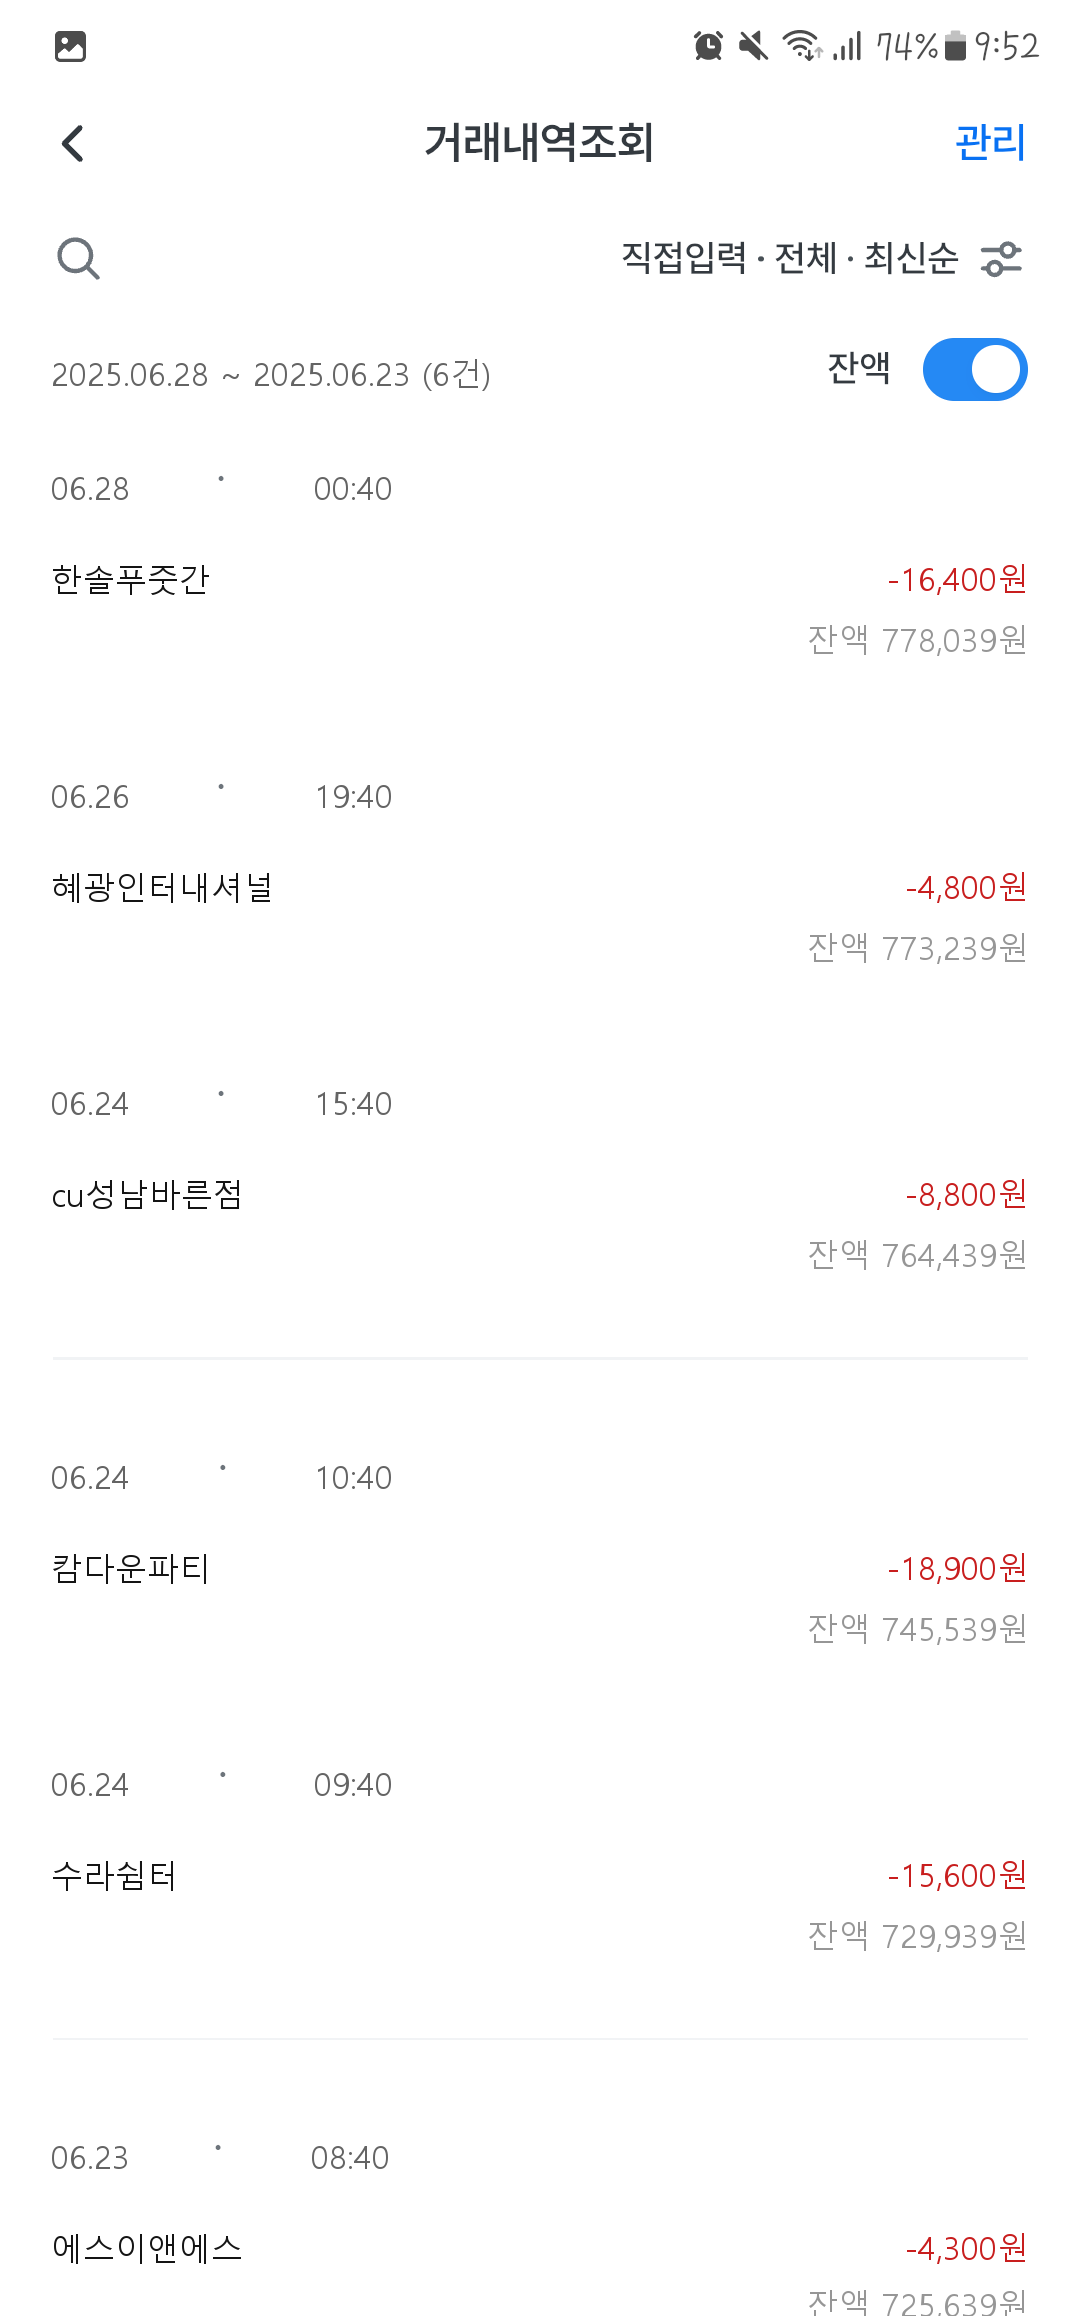 74% 9:52
거래내역조회 관리
직접입력 · 전체 · 최신순
2025.06.28 ~ 2025.06.23 (6건) 잔액
06.28 · 00:40
한솔푸줏간 -16,400원
잔액 778,039원
06.26 · 19:40
혜광인터내셔널 -4,800원
잔액 773,239원
06.24 · 15:40
cu성남바른점 -8,800원
잔액 764,439원
06.24 · 10:40
캄다운파티 -18,900원
잔액 745,539원
06.24 · 09:40
수라쉼터 -15,600원
잔액 729,939원
06.23 · 08:40
에스이앤에스 -4,300원
잔액 725,639원